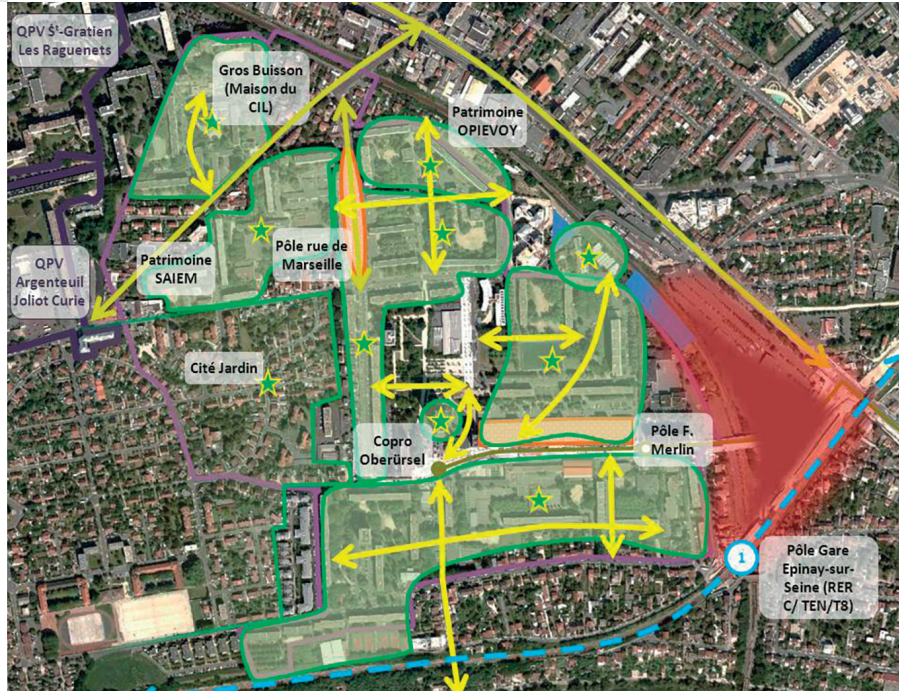 QPV St-Gratien
Les Raguenets
Gros Buisson
(Maison du
CIL)
Patrimoine
OPIEVOY
QPV
Argenteuil
Joliot Curie
Patrimoine
SAIEM
Pôle rue de
Marseille
Cité Jardin
Copro
Oberürsel
Pôle F.
Merlin
1
Pôle Gare
Epinay-sur-
Seine (RER
C/ TEN/T8)